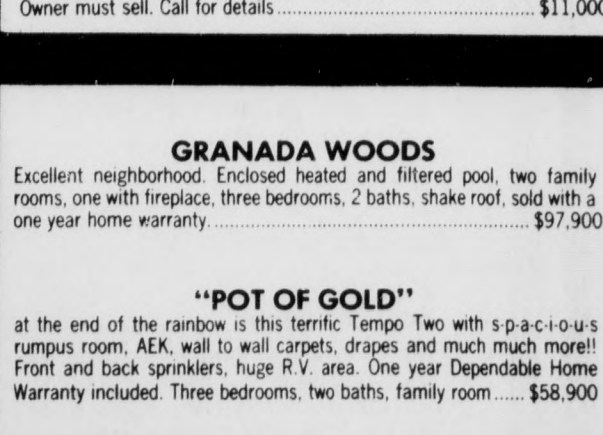 Owner must sell. Call for details........................................................ $11,000
GRANADA WOODS
Excellent neighborhood. Enclosed heated and filtered pool, two family
rooms, one with fireplace, three bedrooms, 2 baths, shake roof, sold with a
one year home warranty.................................................................. $97,900
"POT OF GOLD"
at the end of the rainbow is this terrific Tempo Two with s-p-a-c-i-o-u-s
rumpus room, AEK, wall to wall carpets, drapes and much much more!!
Front and back sprinklers, huge R.V. area. One year Dependable Home
Warranty included. Three bedrooms, two baths, family room...... $58,900